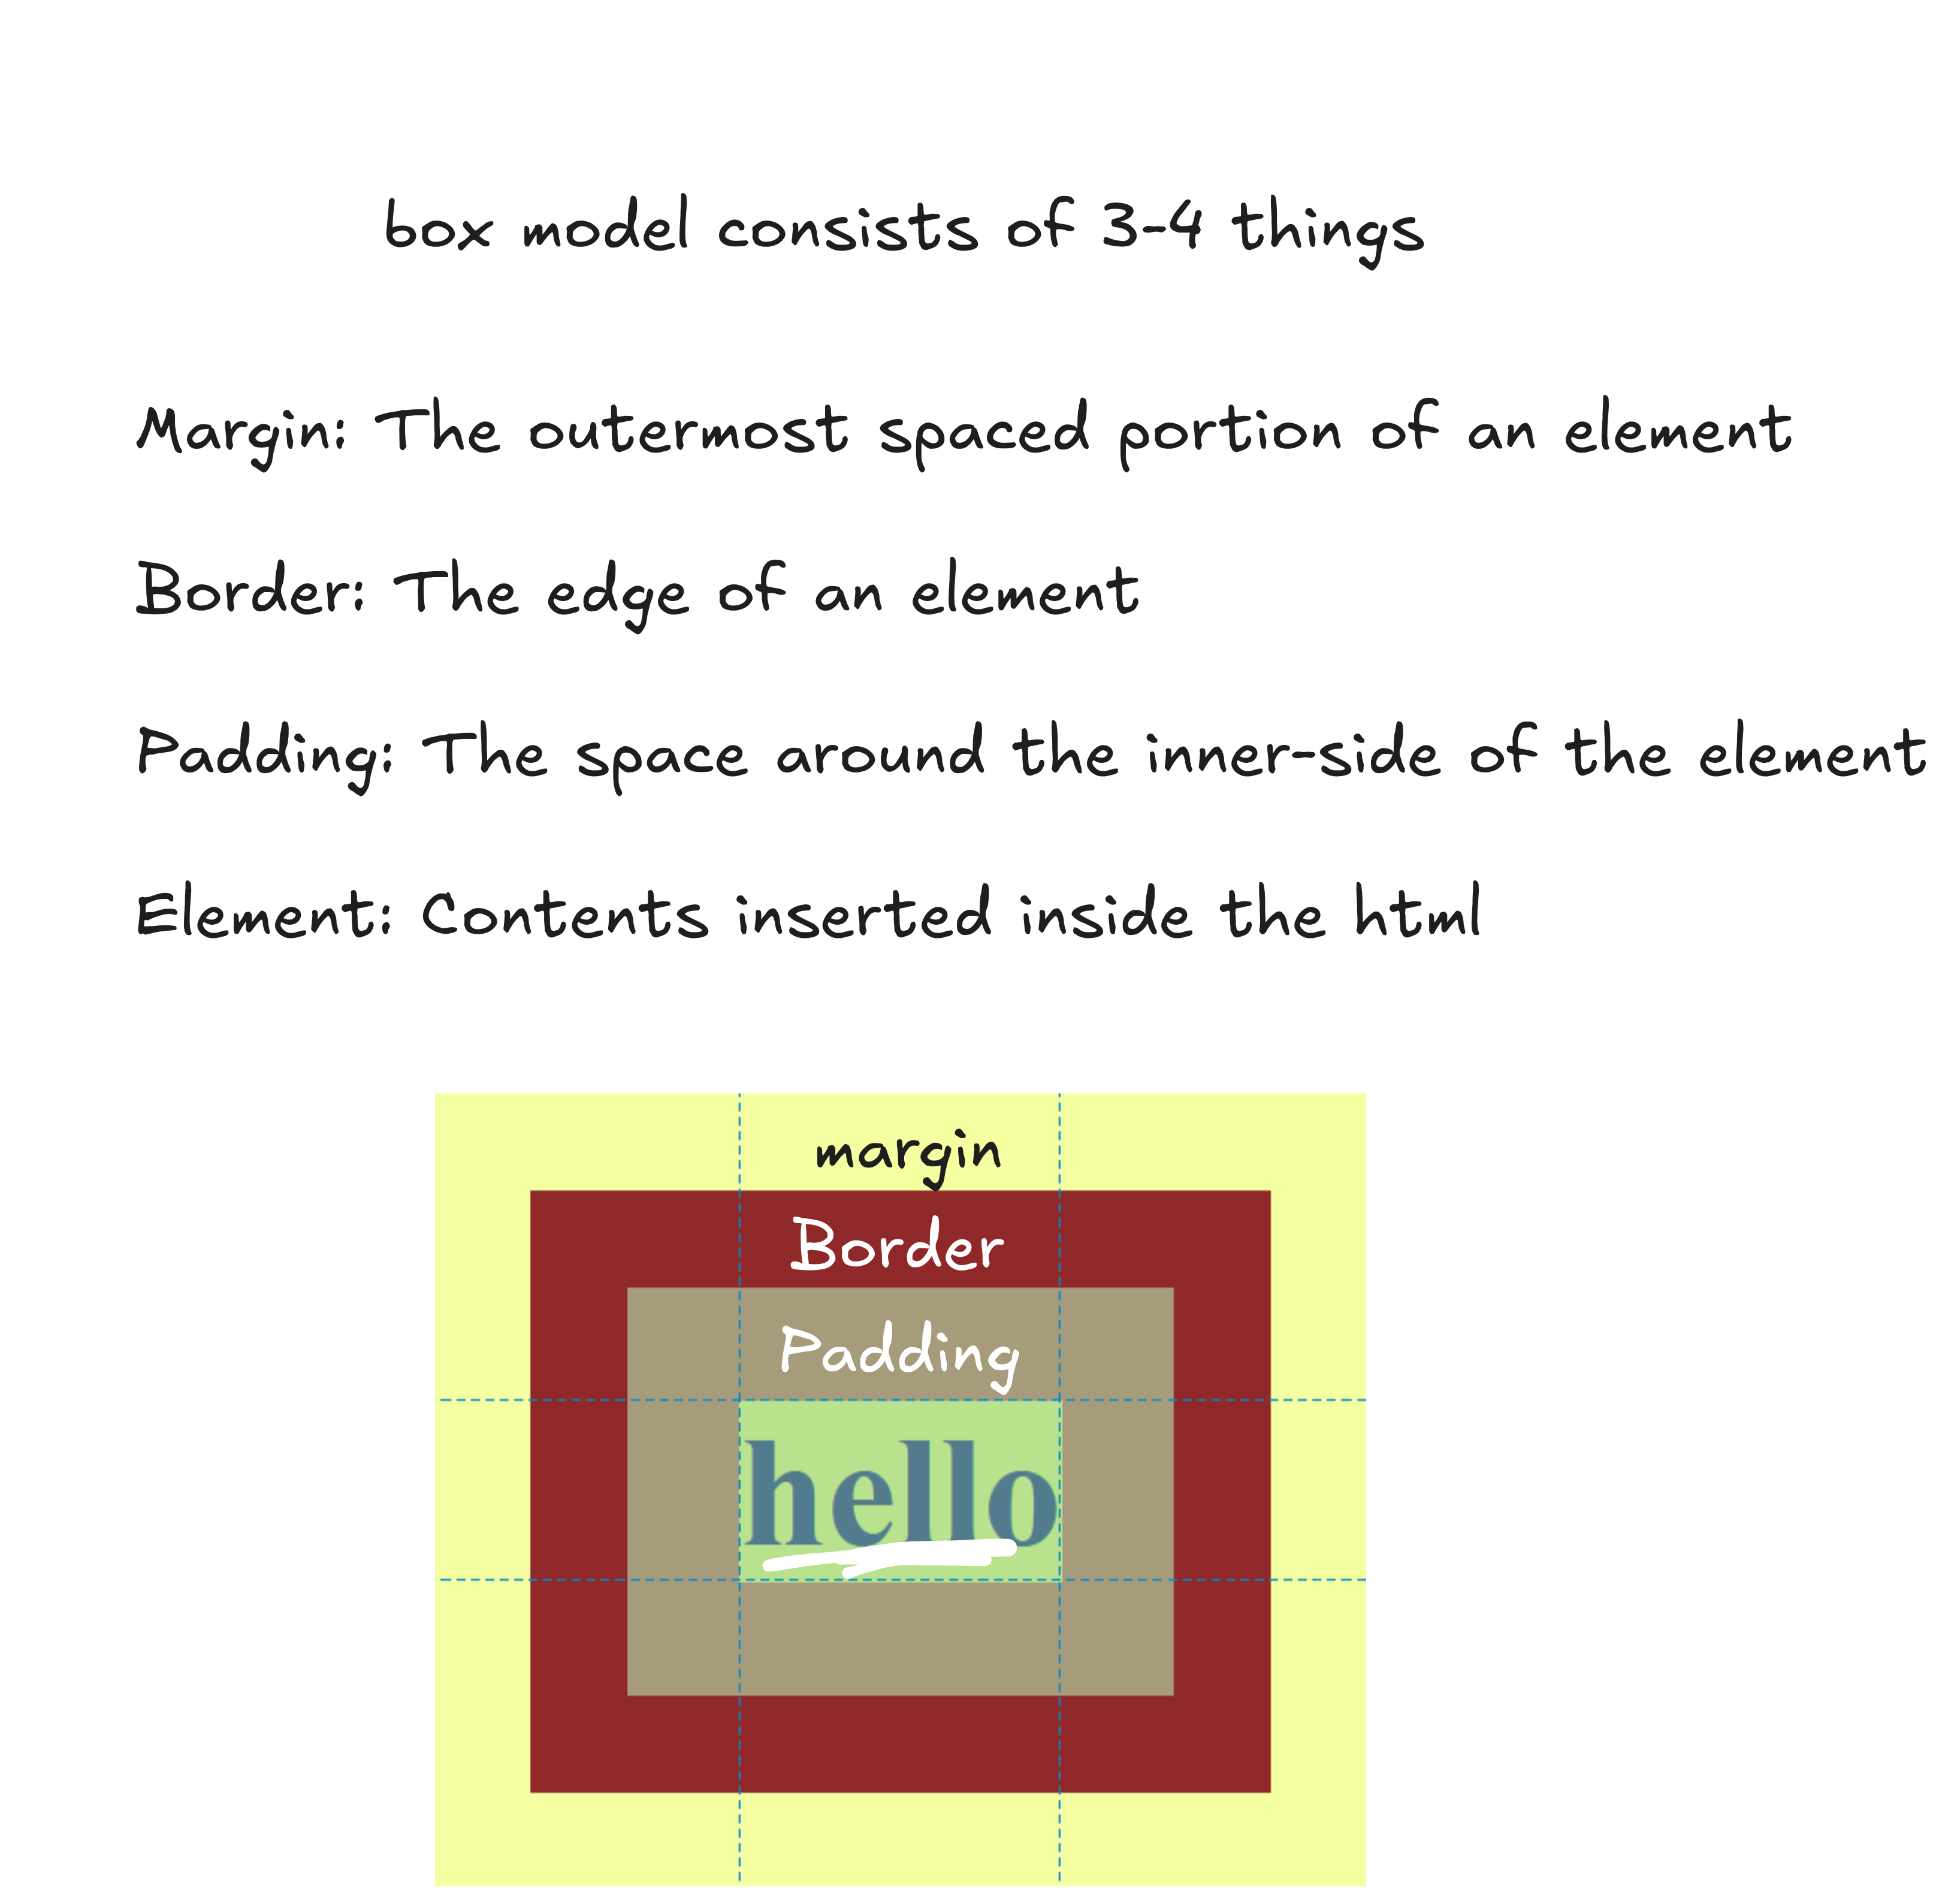 box model consists of 3-4 things
Margin: The outermost spaced portion of an element
Border: The edge of an element
Padding: The space around the inner-side of the element
Element: Contents inserted inside the html
margin
Border
Padding
hello